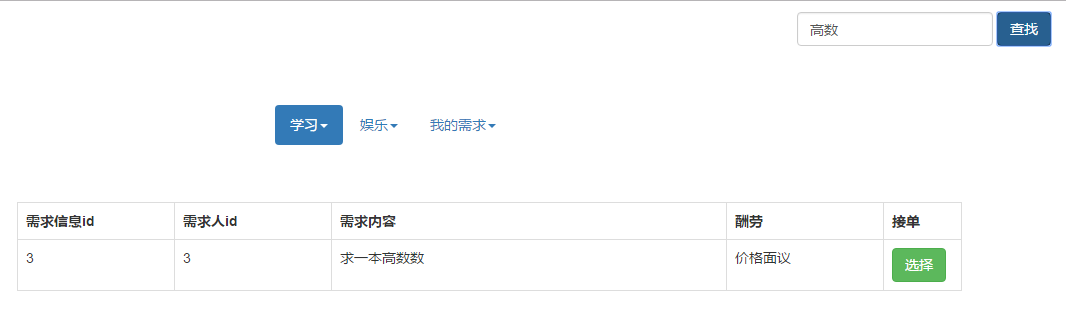 高数 查找
学习 娱乐 我的需求
需求信息id 需求人id 需求内容 酬劳 接单
3 3 求一本高数数 价格面议 选择